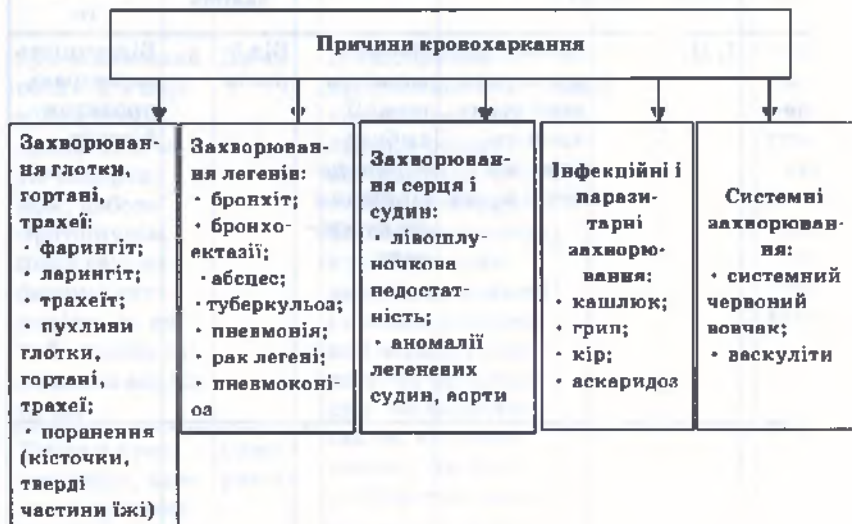 Причини кровохаркання
Захворюван-
ня глотки,
гортані,
трахеї:
• фарингіт;
• ларингіт;
• трахеїт;
• пухлини
глотки,
гортані,
трахеї;
• поранення
(кісточки,
тверді
частини їжі)
Захворюван-
ня легенів:
• бронхіт;
• бронхо-
ектазії;
• абсцес;
• туберкульоз;
• пневмонія;
• рак легені;
• пневмоконі-
оз
Захворювання
серця і
судин:
• лівошлу-
ночкова
недостат-
ність;
• аномалії
легеневих
судин, аорти
Інфекційні і
парази-
тарні
захворю-
вання:
• кашлюк;
• грип;
• кір;
• аскаридоз
Системні
захворюван-
ня:
• системний
червоний
вовчак;
• васкуліти